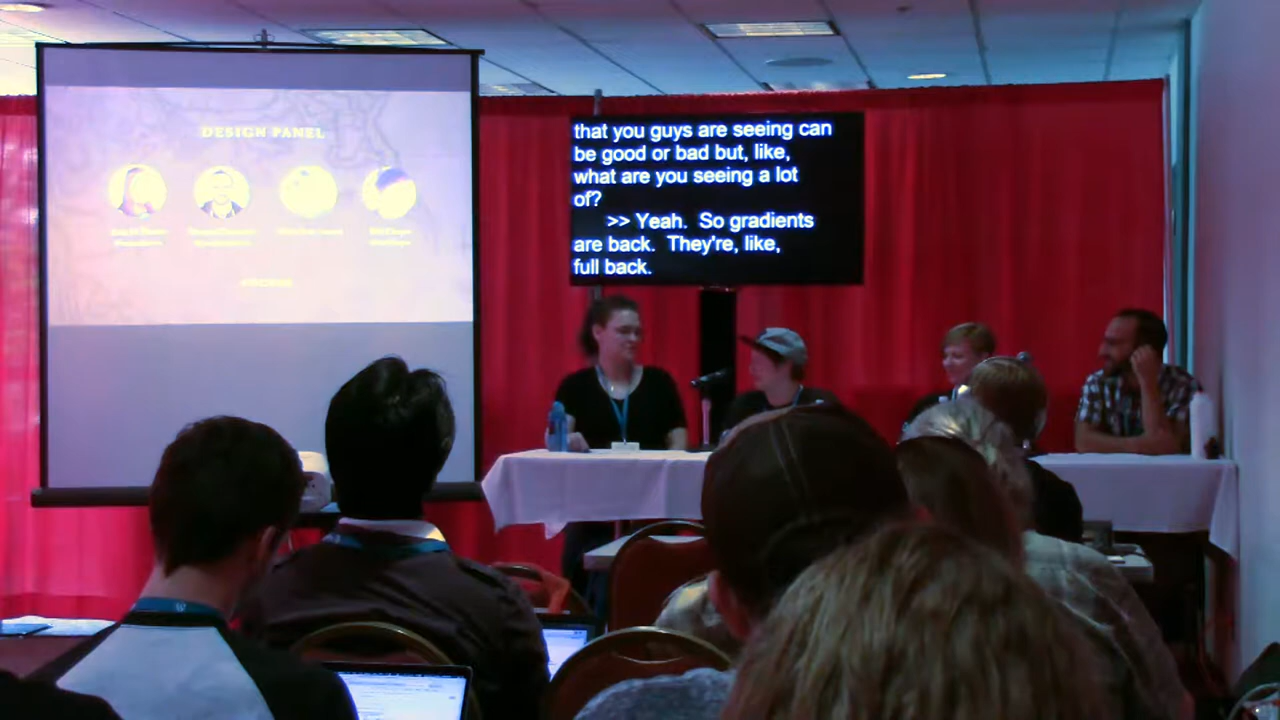 DESIGN PANEL
that you guys are seeing can
be good or bad but, like,
what are you seeing a lot
of?
>> Yeah. So gradients
are back. They're, like,
full back.